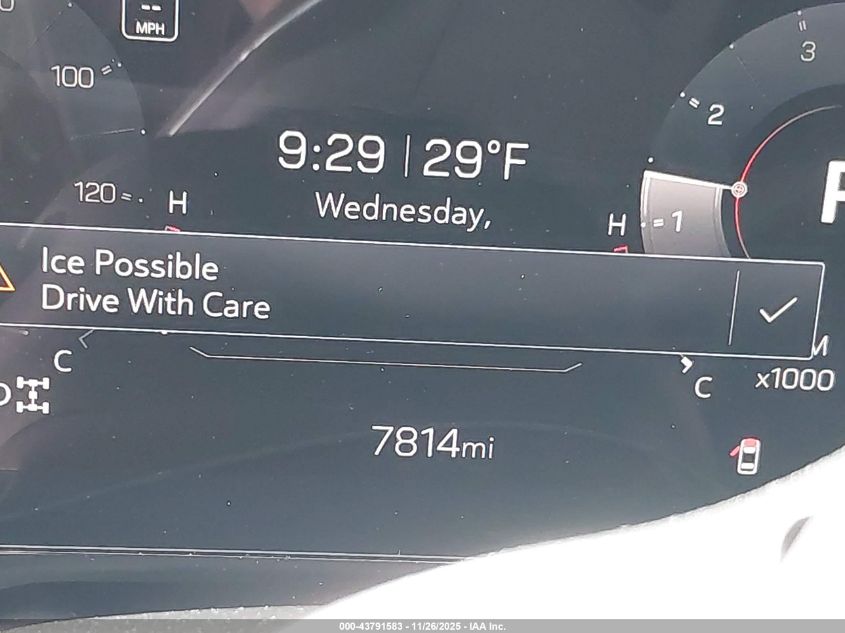 MPH
100
3
2
9:29 | 29°F
120
H
Wednesday,
H
1
Ice Possible
Drive With Care
C
C
x1000
7814mi
000-43791583 - 11/26/2025 - IAA Inc.